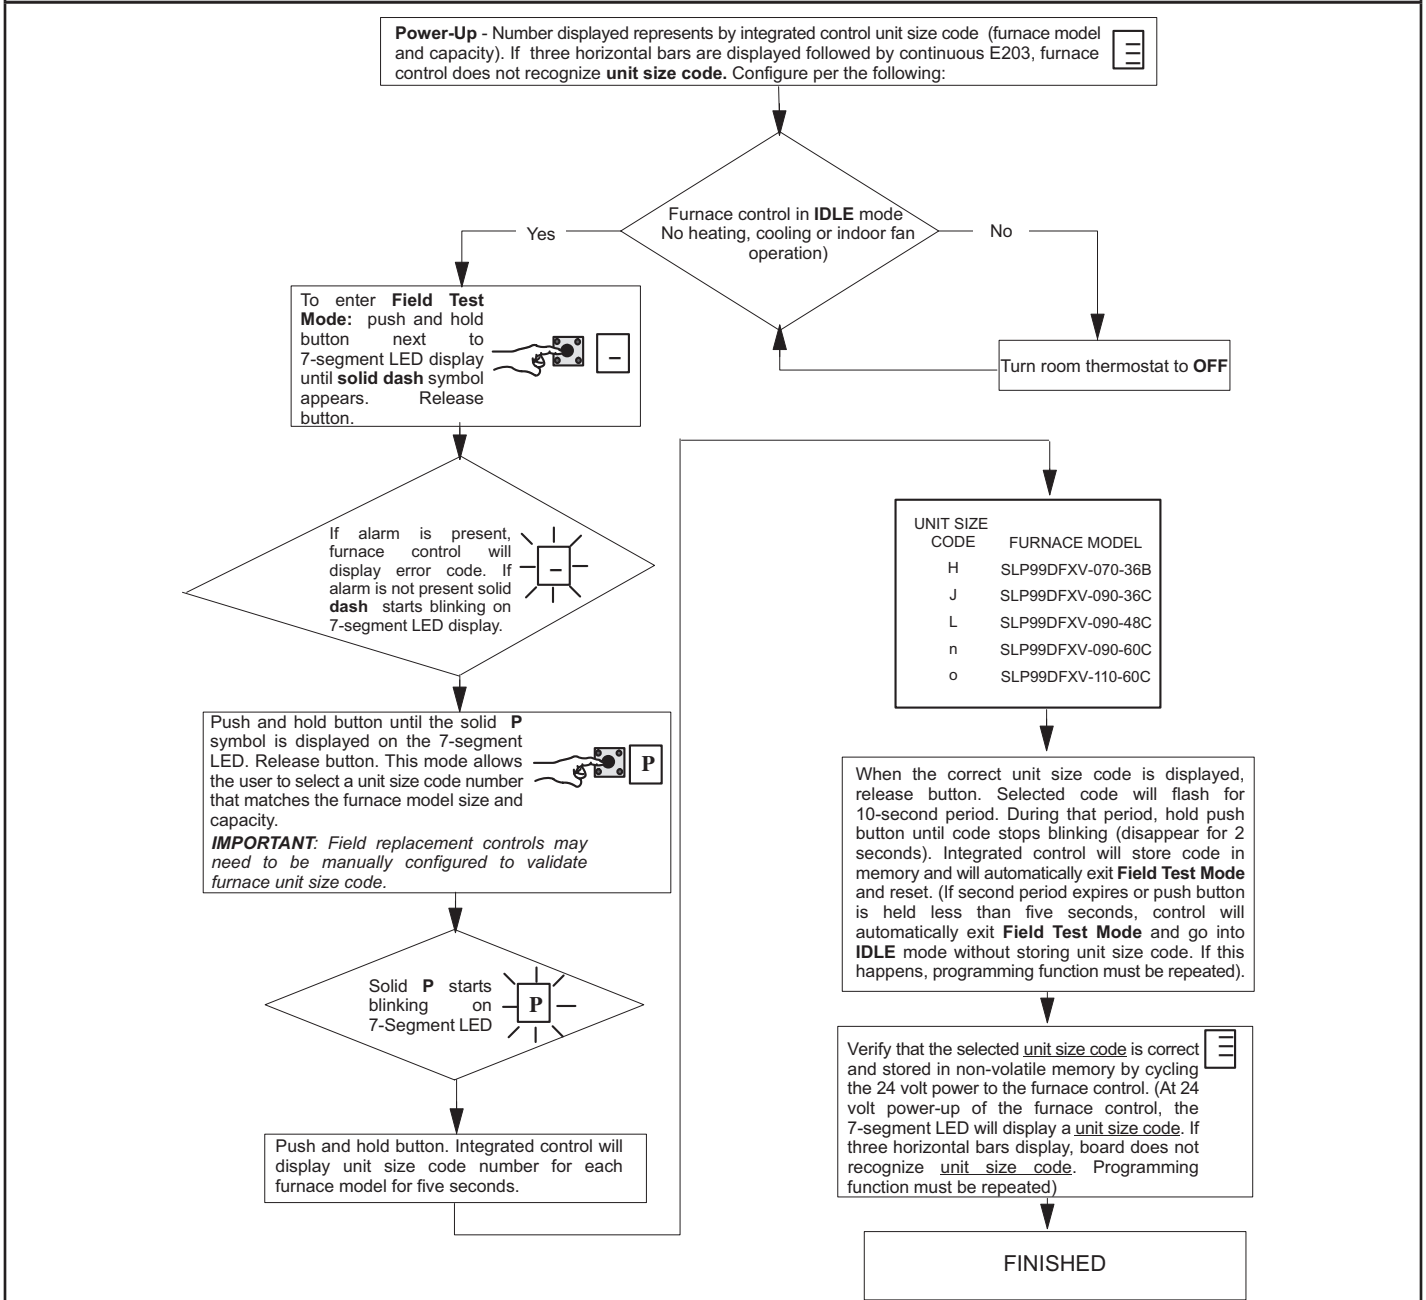 Power-Up - Number displayed represents by integrated control unit size code (furnace model
and capacity). If three horizontal bars are displayed followed by continuous E203, furnace
control does not recognize unit size code. Configure per the following:
Furnace control in IDLE mode
No heating, cooling or indoor fan
operation)
Yes
No
To enter Field Test
Mode: push and hold
button next to
7-segment LED display
until solid dash symbol
appears. Release
button.
Turn room thermostat to OFF
If alarm is present,
furnace control will
display error code. If
alarm is not present solid
dash starts blinking on
7-segment LED display.
Push and hold button until the solid P
symbol is displayed on the 7-segment
LED. Release button. This mode allows
the user to select a unit size code number
that matches the furnace model size and
capacity.
IMPORTANT: Field replacement controls may
need to be manually configured to validate
furnace unit size code.
P
Solid P starts
blinking on
7-Segment LED
P
Push and hold button. Integrated control will
display unit size code number for each
furnace model for five seconds.
UNIT SIZE
CODE FURNACE MODEL
H SLP99DFXV-070-36B
J SLP99DFXV-090-36C
L SLP99DFXV-090-48C
n SLP99DFXV-090-60C
o SLP99DFXV-110-60C
When the correct unit size code is displayed,
release button. Selected code will flash for
10-second period. During that period, hold push
button until code stops blinking (disappear for 2
seconds). Integrated control will store code in
memory and will automatically exit Field Test Mode
and reset. (If second period expires or push button
is held less than five seconds, control will
automatically exit Field Test Mode and go into
IDLE mode without storing unit size code. If this
happens, programming function must be repeated).
Verify that the selected unit size code is correct
and stored in non-volatile memory by cycling
the 24 volt power to the furnace control. (At 24
volt power-up of the furnace control, the
7-segment LED will display a unit size code. If
three horizontal bars display, board does not
recognize unit size code. Programming
function must be repeated)
FINISHED